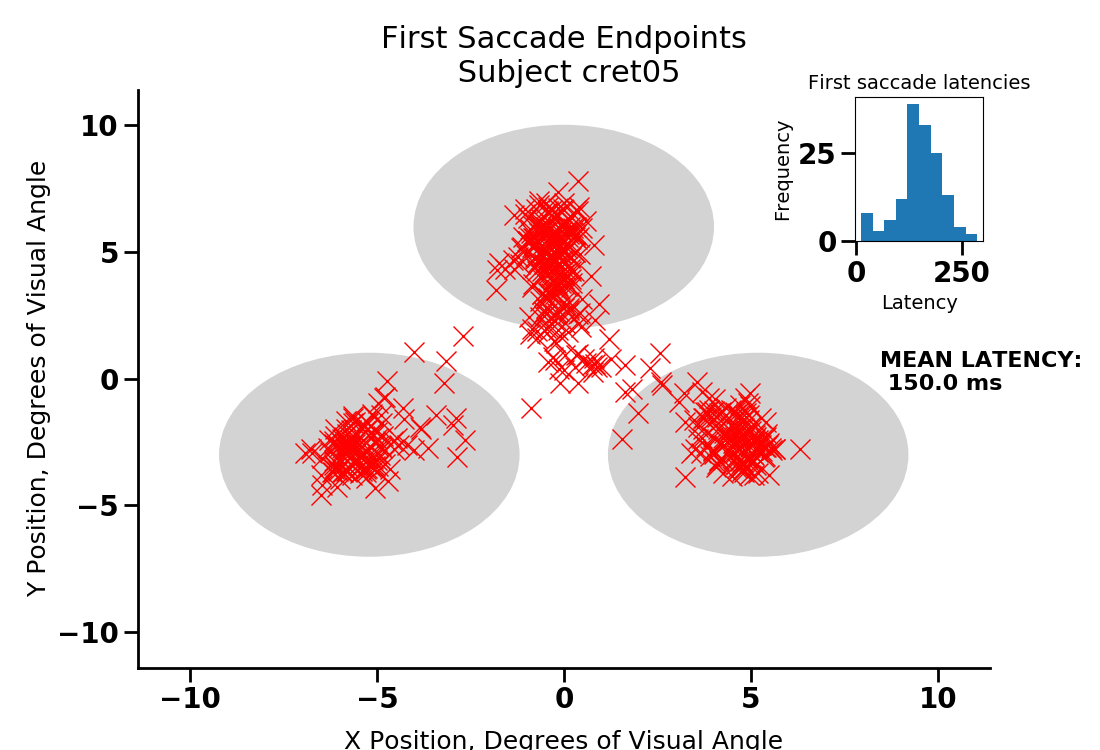 First Saccade Endpoints
Subject cret05
First saccade latencies
Frequency
25
0
0 250
Latency
MEAN LATENCY:
150.0 ms
Y Position, Degrees of Visual Angle
10
5
0
−5
−10
−10 −5 0 5 10
X Position, Degrees of Visual Angle